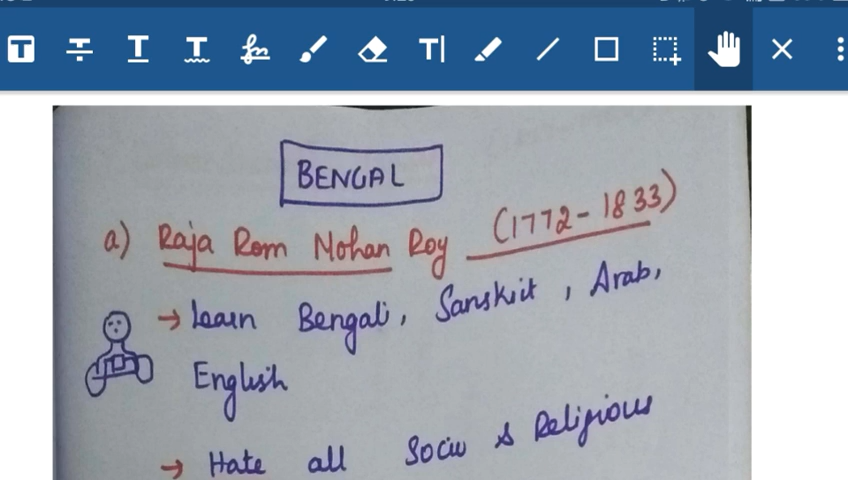 BENGAL
a) Raja Rom Mohan Roy (1772-1833)
→ Learn Bengali, Sanskrit, Arab,
English
→ Hate all Socio & Religious